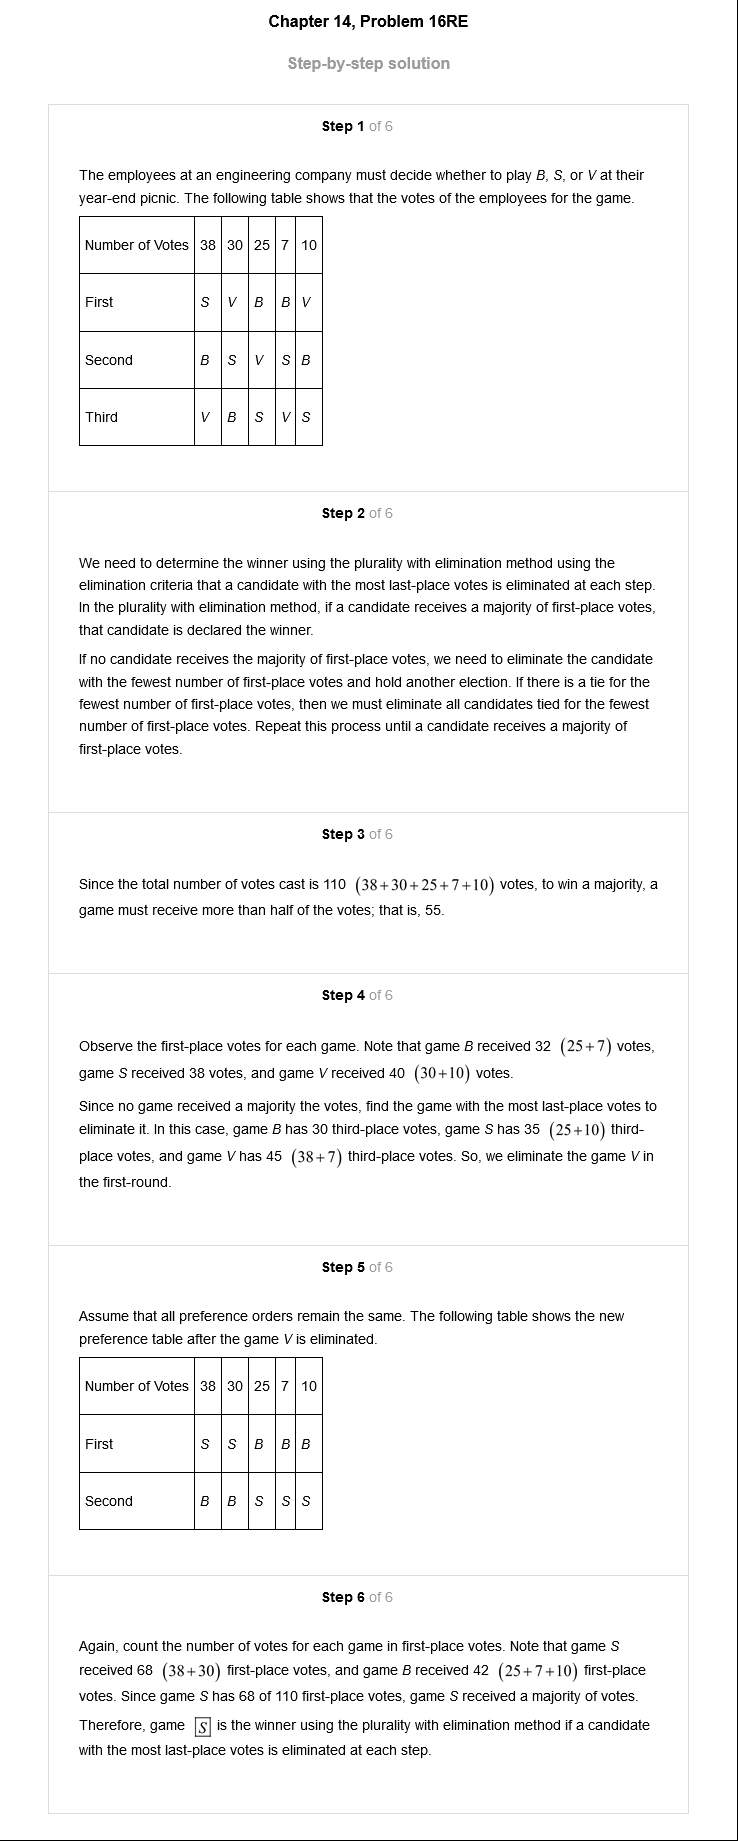 Chapter 14, Problem 16RE
Step-by-step solution
Step 1 of 6
The employees at an engineering company must decide whether to play B, S, or V at their
year-end picnic. The following table shows that the votes of the employees for the game.
Number of Votes 38 30 25 7 10
First S V B B V
Second B S V S B
Third V B S V S
Step 2 of 6
We need to determine the winner using the plurality with elimination method using the
elimination criteria that a candidate with the most last-place votes is eliminated at each step.
In the plurality with elimination method, if a candidate receives a majority of first-place votes,
that candidate is declared the winner.
If no candidate receives the majority of first-place votes, we need to eliminate the candidate
with the fewest number of first-place votes and hold another election. If there is a tie for the
fewest number of first-place votes, then we must eliminate all candidates tied for the fewest
number of first-place votes. Repeat this process until a candidate receives a majority of
first-place votes.
Step 3 of 6
Since the total number of votes cast is 110 (38+30+25+7+10) votes, to win a majority, a
game must receive more than half of the votes; that is, 55.
Step 4 of 6
Observe the first-place votes for each game. Note that game B received 32 (25+7) votes,
game S received 38 votes, and game V received 40 (30+10) votes.
Since no game received a majority the votes, find the game with the most last-place votes to
eliminate it. In this case, game B has 30 third-place votes, game S has 35 (25+10) third-
place votes, and game V has 45 (38+7) third-place votes. So, we eliminate the game V in
the first-round.
Step 5 of 6
Assume that all preference orders remain the same. The following table shows the new
preference table after the game V is eliminated.
Number of Votes 38 30 25 7 10
First S S B B B
Second B B S S S
Step 6 of 6
Again, count the number of votes for each game in first-place votes. Note that game S
received 68 (38+30) first-place votes, and game B received 42 (25+7+10) first-place
votes. Since game S has 68 of 110 first-place votes, game S received a majority of votes.
Therefore, game S is the winner using the plurality with elimination method if a candidate
with the most last-place votes is eliminated at each step.